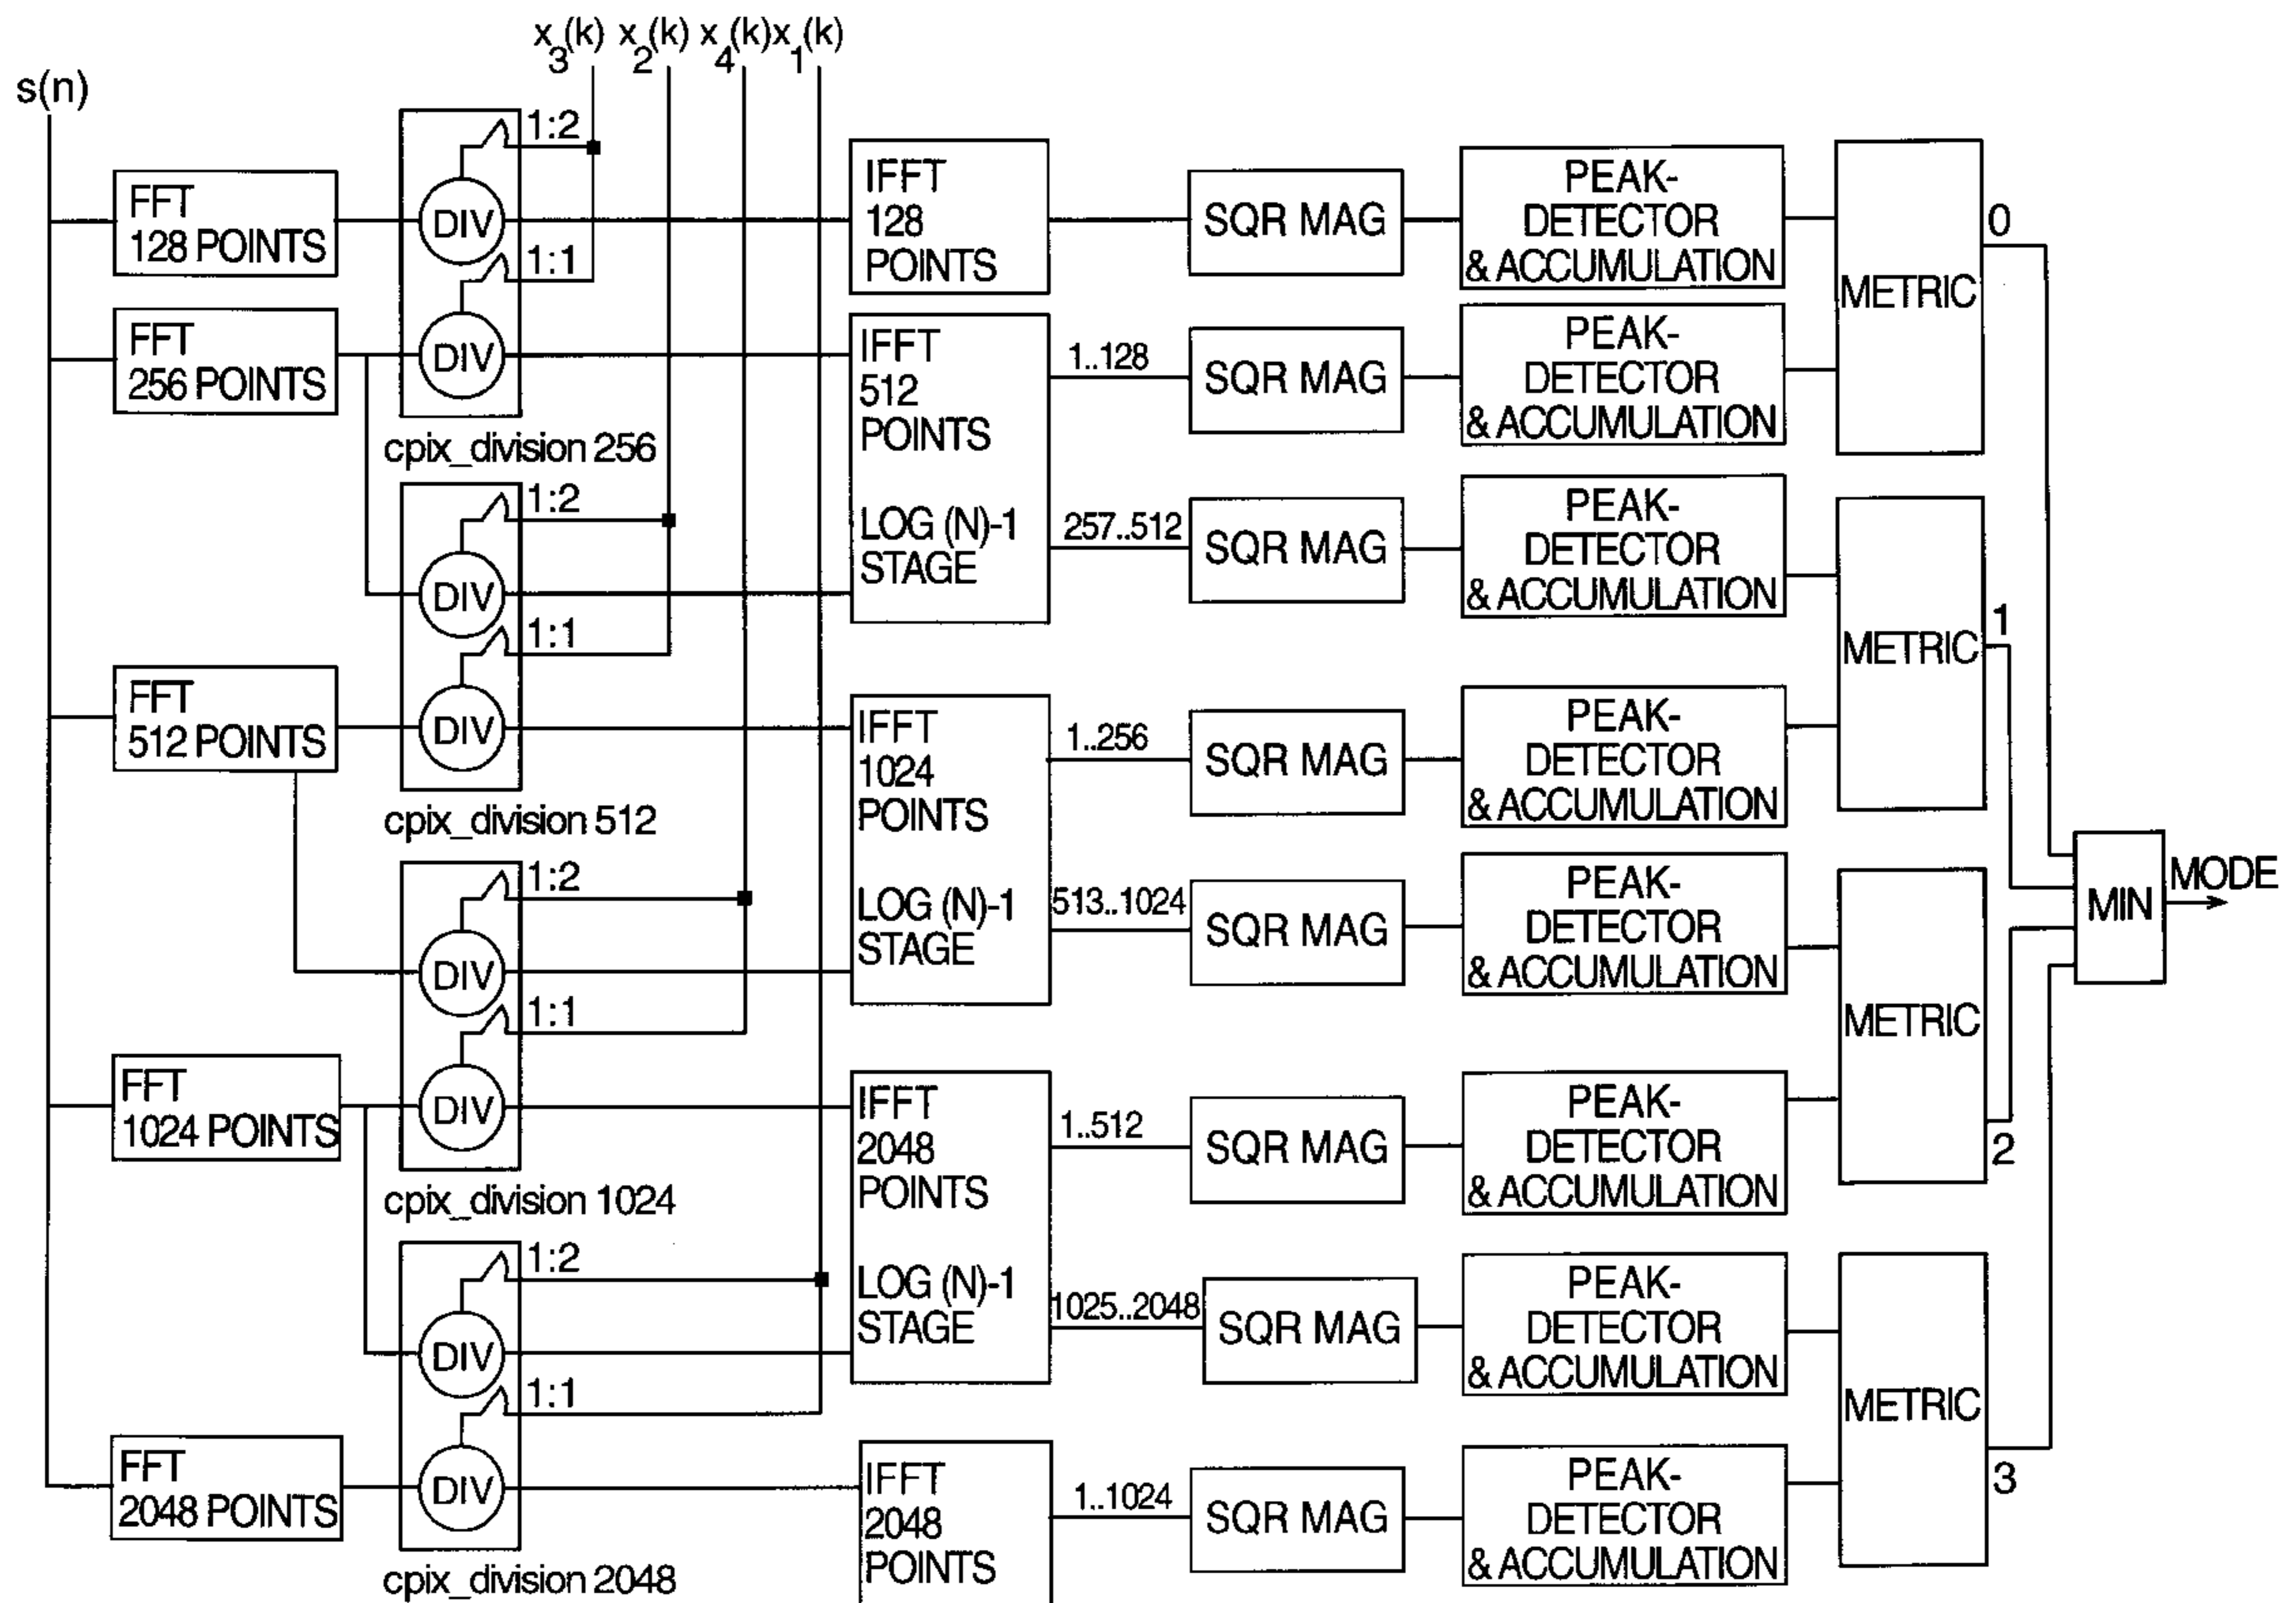 x3(k) x2(k) x4(k) x1(k)
s(n)
1:2
FFT
128 POINTS
DIV
1:1
FFT
256 POINTS
DIV
cpix_division 256
1:2
DIV
1:1
FFT
512 POINTS
DIV
cpix_division 512
1:2
DIV
1:1
FFT
1024 POINTS
DIV
cpix_division 1024
1:2
DIV
1:1
FFT
2048 POINTS
DIV
cpix_division 2048
IFFT
128
POINTS
IFFT
512
POINTS
LOG (N)-1
STAGE
IFFT
1024
POINTS
LOG (N)-1
STAGE
IFFT
2048
POINTS
LOG (N)-1
STAGE
IFFT
2048
POINTS
1..128
257..512
1..256
513..1024
1..512
1025..2048
1..1024
SQR MAG
SQR MAG
SQR MAG
SQR MAG
SQR MAG
SQR MAG
SQR MAG
SQR MAG
PEAK-
DETECTOR
& ACCUMULATION
PEAK-
DETECTOR
& ACCUMULATION
PEAK-
DETECTOR
& ACCUMULATION
PEAK-
DETECTOR
& ACCUMULATION
PEAK-
DETECTOR
& ACCUMULATION
PEAK-
DETECTOR
& ACCUMULATION
PEAK-
DETECTOR
& ACCUMULATION
PEAK-
DETECTOR
& ACCUMULATION
METRIC
0
METRIC
1
METRIC
2
METRIC
3
MIN
MODE